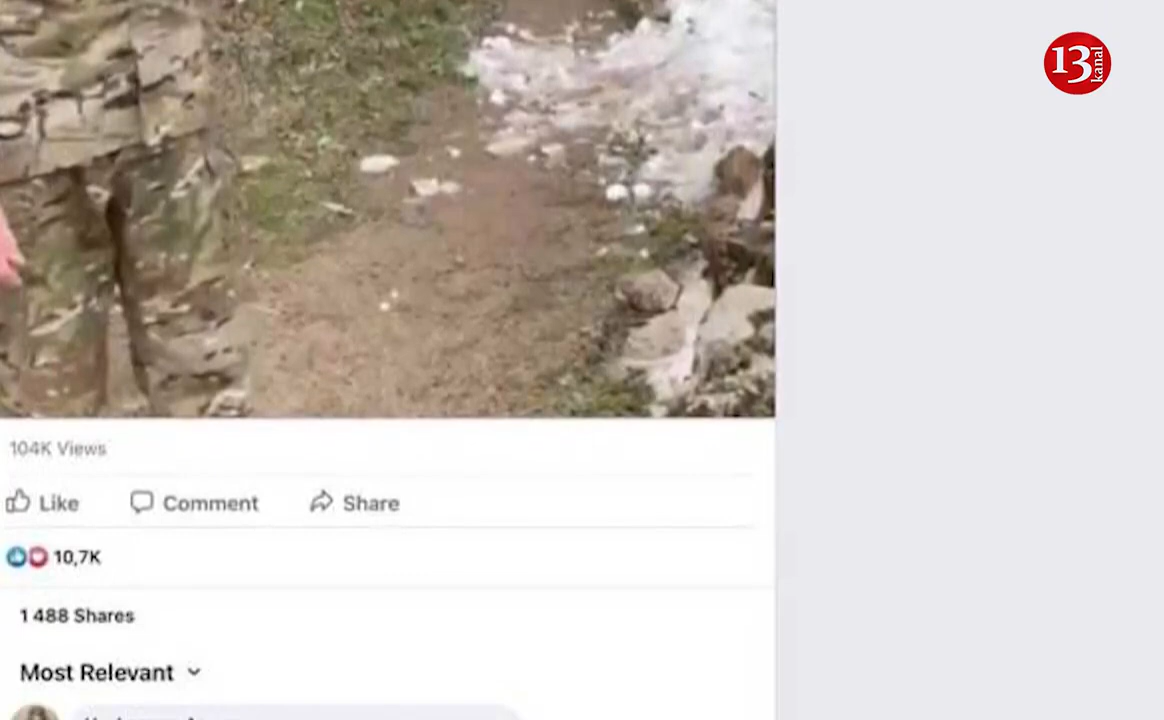 13 kanal
104K Views
Like Comment Share
10,7K
1 488 Shares
Most Relevant